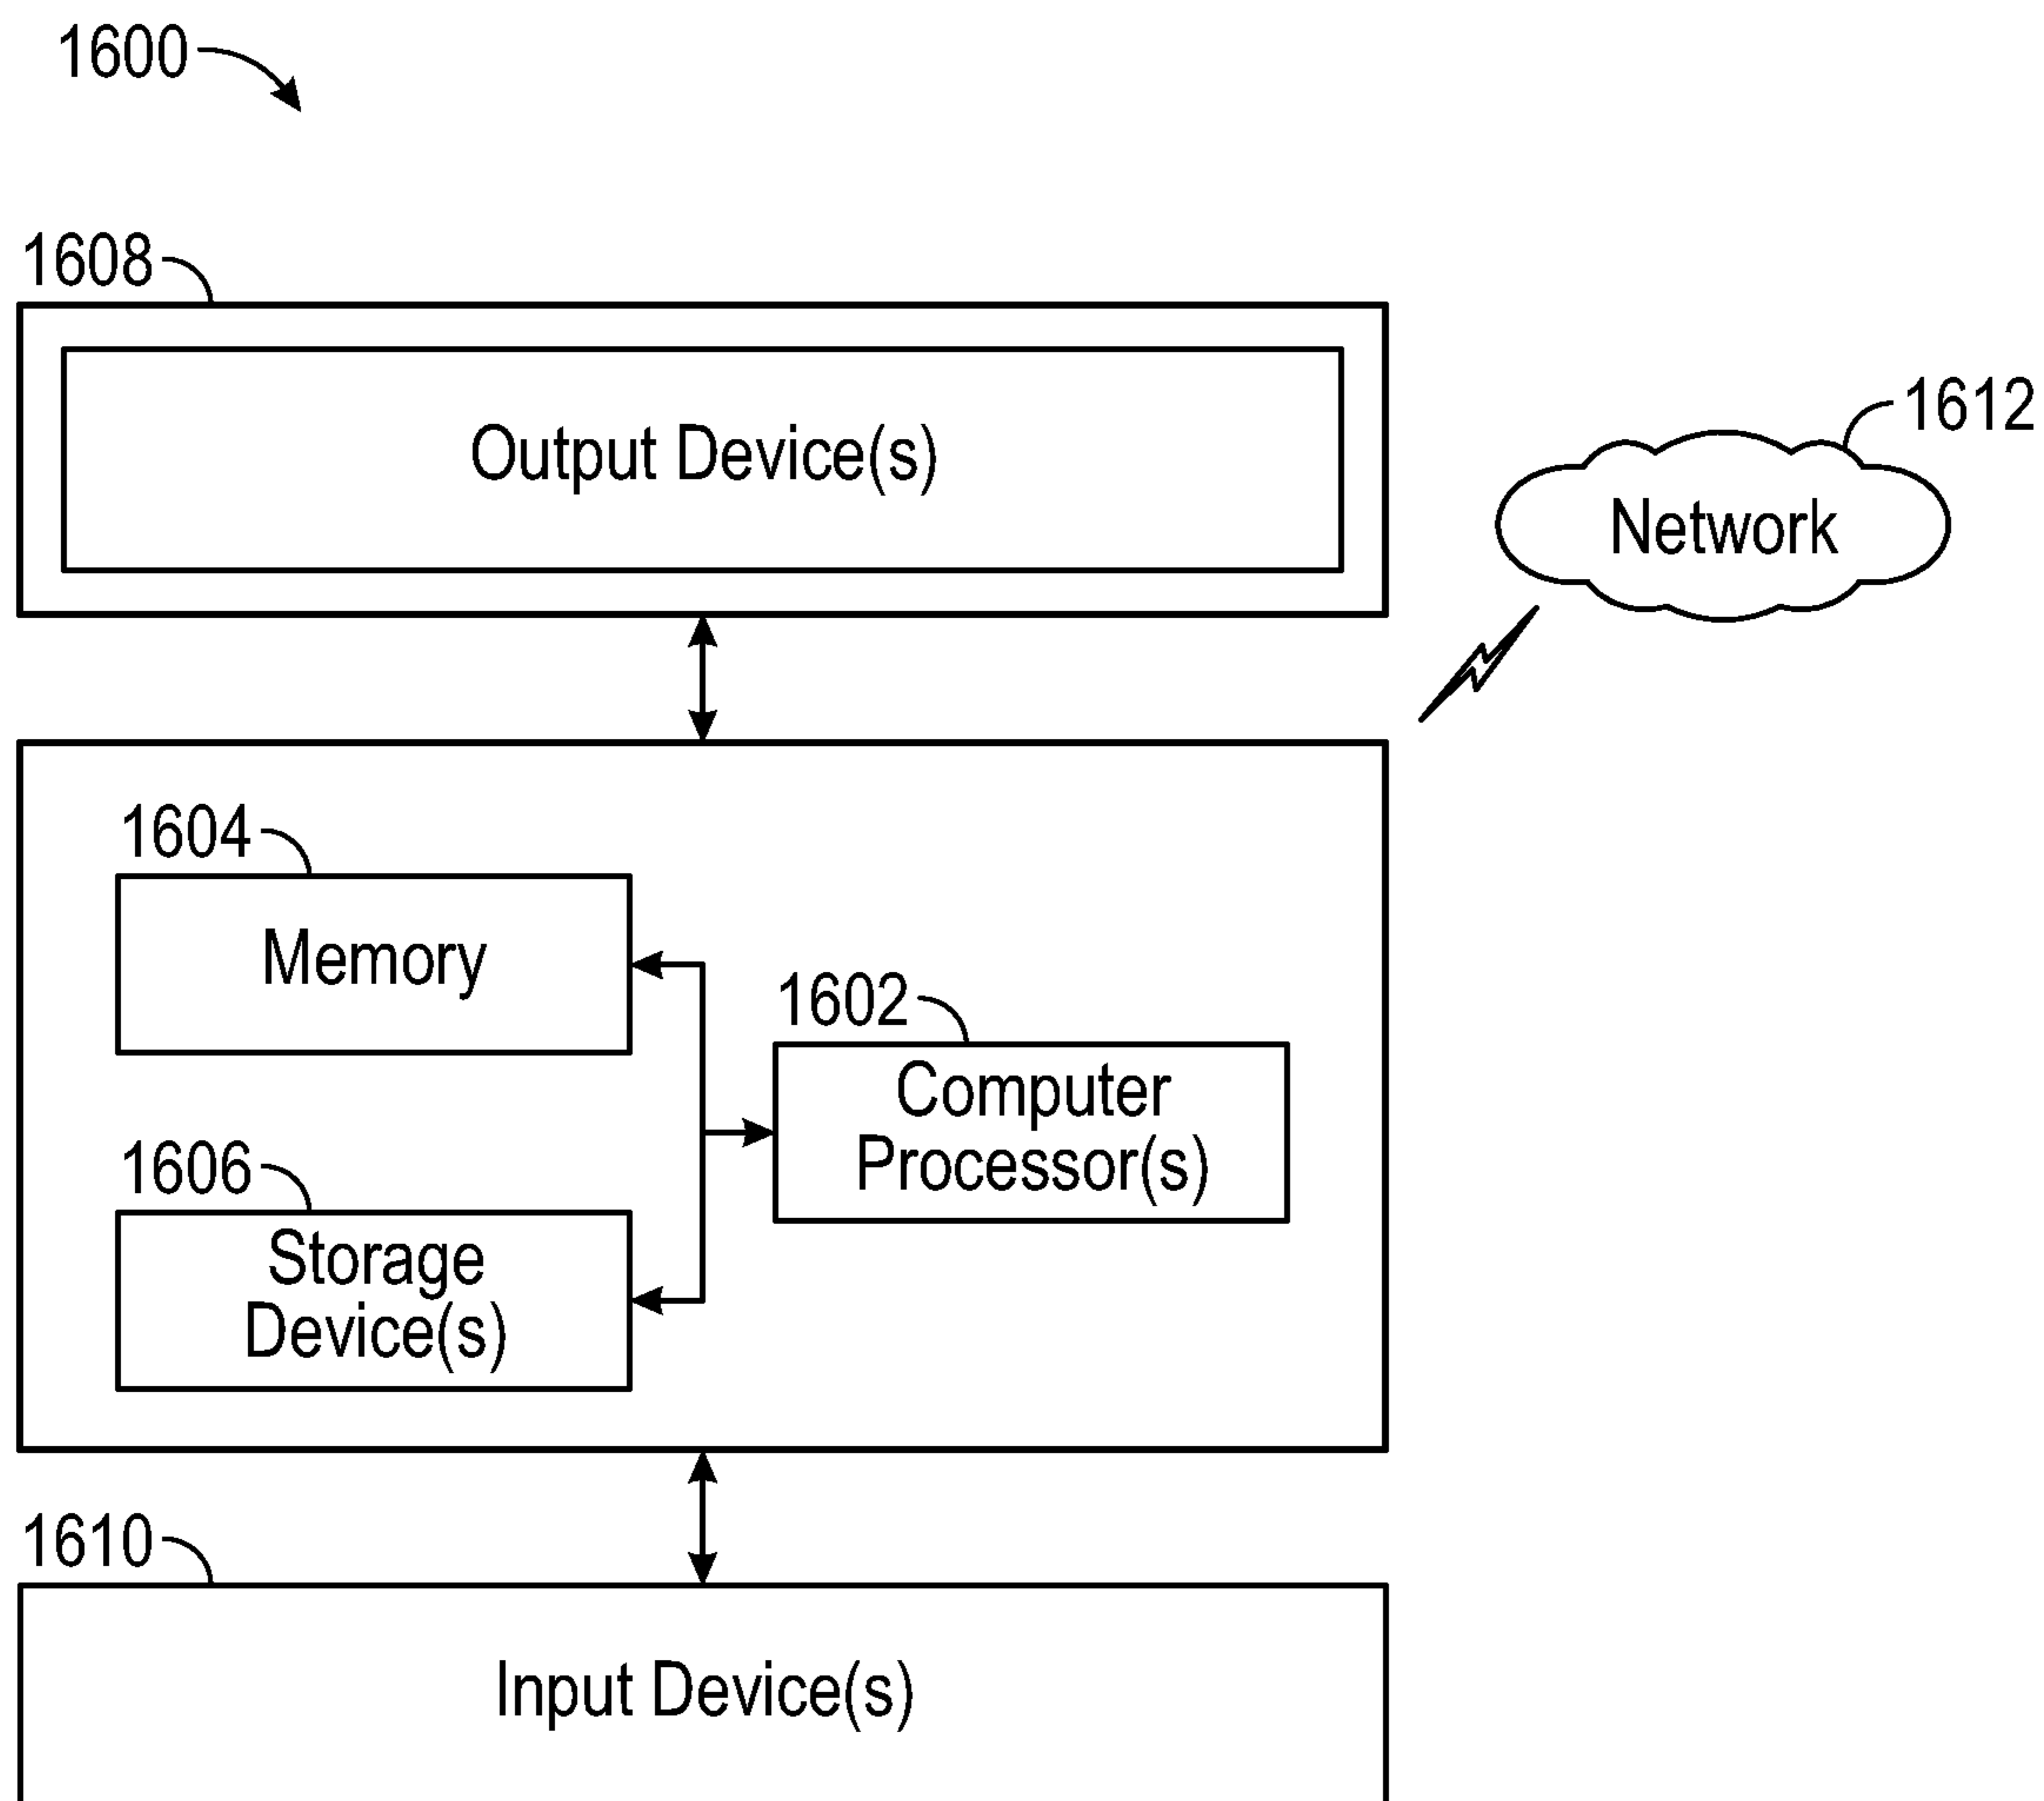 1600
1608
Output Device(s)
1612
Network
1604
Memory
1602
Computer
Processor(s)
1606
Storage
Device(s)
1610
Input Device(s)